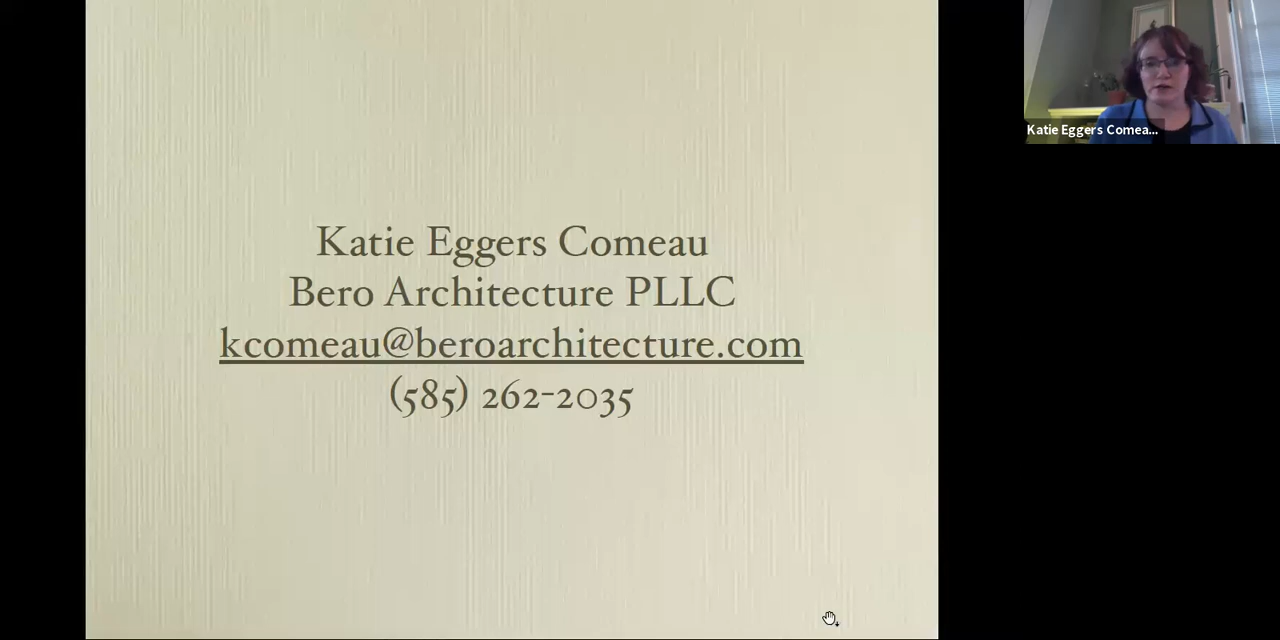 Katie Eggers Comeau
Bero Architecture PLLC
kcomeau@beroarchitecture.com
(585) 262-2035
Katie Eggers Comea...